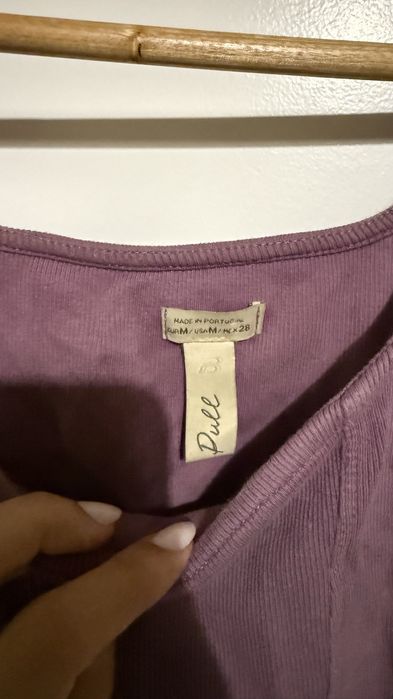 MADE IN PORTUGAL
EUR M / USA M / MEX 28
Pull